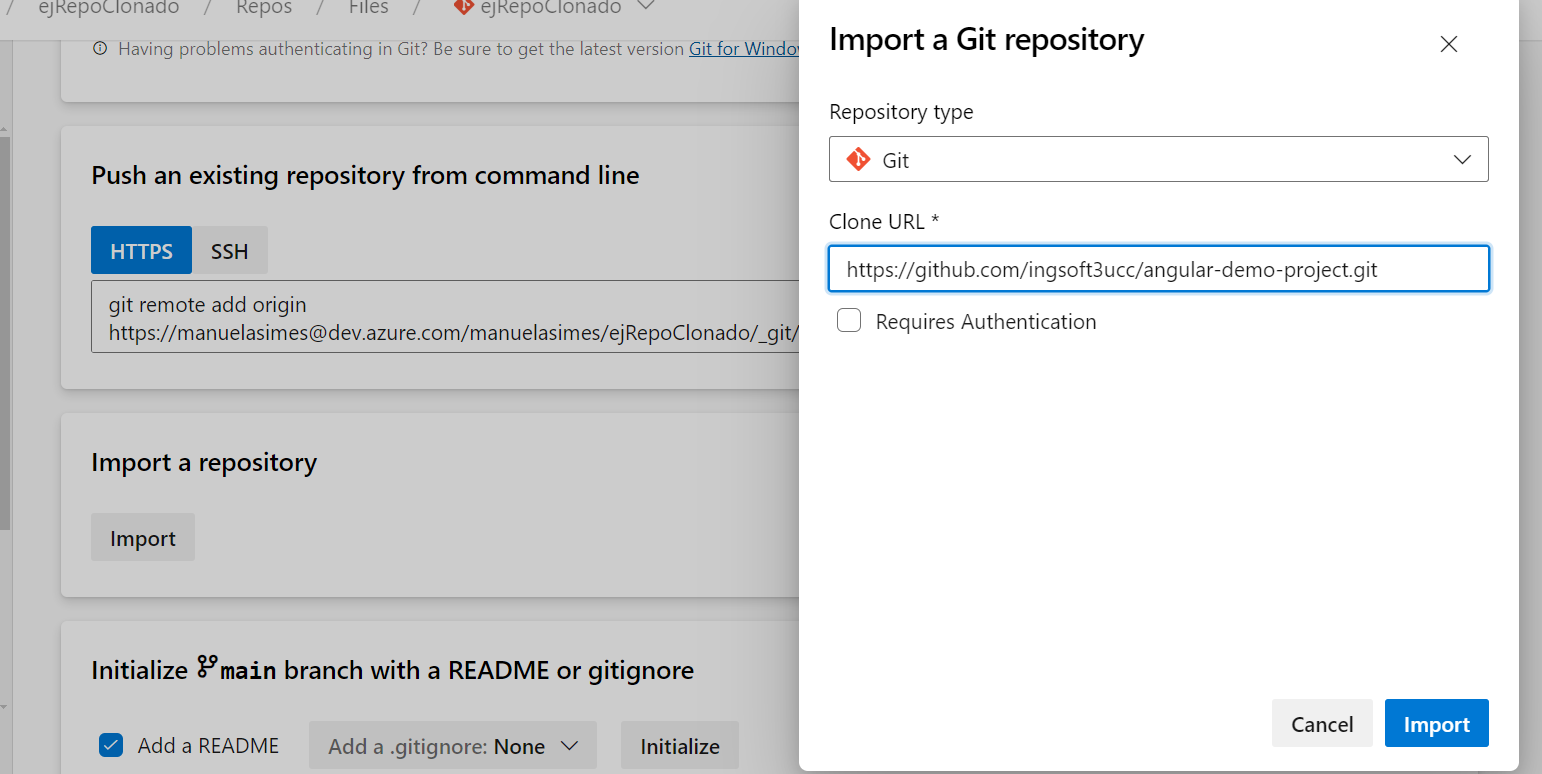 / ejRepoClonado / Repos / Files / ejRepoClonado
Having problems authenticating in Git? Be sure to get the latest version Git for Windo
Push an existing repository from command line
HTTPS SSH
git remote add origin
https://manuelasimes@dev.azure.com/manuelasimes/ejRepoClonado/_git/
Import a repository
Import
Initialize main branch with a README or gitignore
Add a README Add a .gitignore: None Initialize
Import a Git repository
Repository type
Git
Clone URL *
https://github.com/ingsoft3ucc/angular-demo-project.git
Requires Authentication
Cancel Import